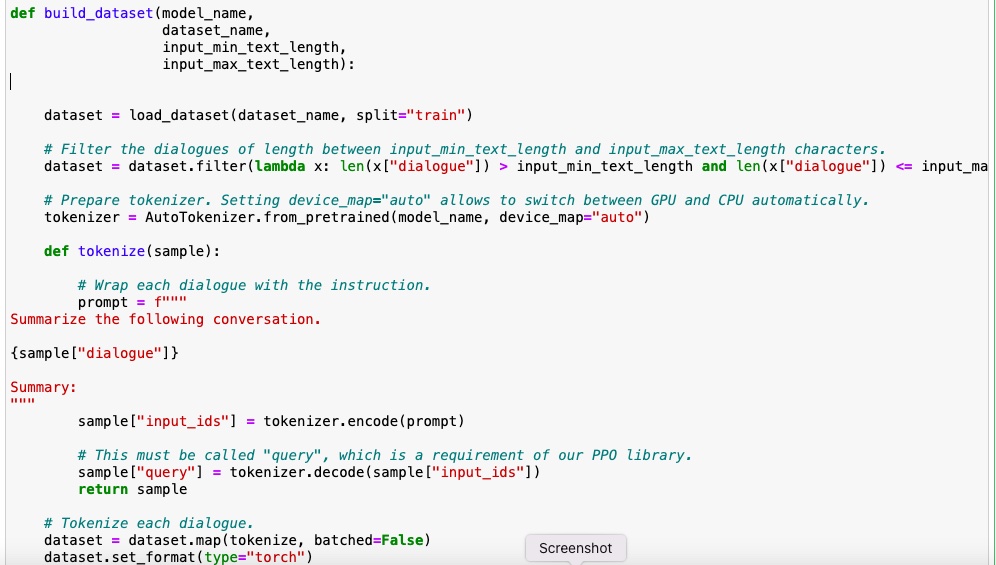 def build_dataset(model_name,
                  dataset_name,
                  input_min_text_length,
                  input_max_text_length):

    dataset = load_dataset(dataset_name, split="train")

    # Filter the dialogues of length between input_min_text_length and input_max_text_length characters.
    dataset = dataset.filter(lambda x: len(x["dialogue"]) > input_min_text_length and len(x["dialogue"]) <= input_ma

    # Prepare tokenizer. Setting device_map="auto" allows to switch between GPU and CPU automatically.
    tokenizer = AutoTokenizer.from_pretrained(model_name, device_map="auto")

    def tokenize(sample):

        # Wrap each dialogue with the instruction.
        prompt = f"""
Summarize the following conversation.

{sample["dialogue"]}

Summary:
"""
        sample["input_ids"] = tokenizer.encode(prompt)

        # This must be called "query", which is a requirement of our PPO library.
        sample["query"] = tokenizer.decode(sample["input_ids"])
        return sample

    # Tokenize each dialogue.
    dataset = dataset.map(tokenize, batched=False)
    dataset.set_format(type="torch")
Screenshot